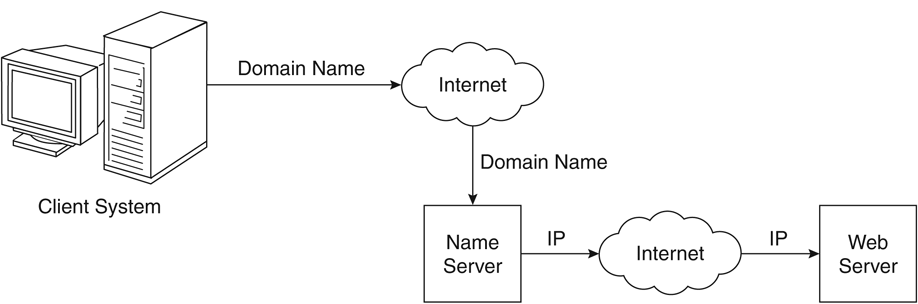 Domain Name
Internet
Client System
Domain Name
Name
Server
IP
Internet
IP
Web
Server